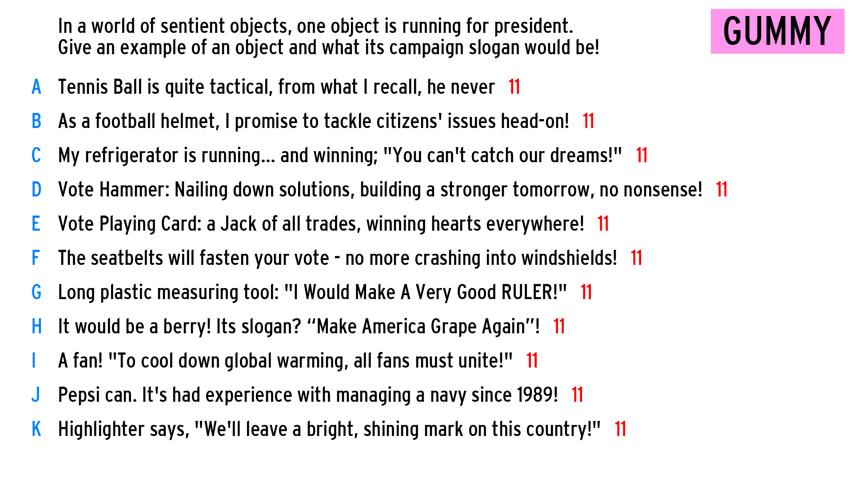 In a world of sentient objects, one object is running for president.
Give an example of an object and what its campaign slogan would be!
GUMMY
A Tennis Ball is quite tactical, from what I recall, he never 11
B As a football helmet, I promise to tackle citizens' issues head-on! 11
C My refrigerator is running... and winning; "You can't catch our dreams!" 11
D Vote Hammer: Nailing down solutions, building a stronger tomorrow, no nonsense! 11
E Vote Playing Card: a Jack of all trades, winning hearts everywhere! 11
F The seatbelts will fasten your vote - no more crashing into windshields! 11
G Long plastic measuring tool: "I Would Make A Very Good RULER!" 11
H It would be a berry! Its slogan? “Make America Grape Again”! 11
I A fan! "To cool down global warming, all fans must unite!" 11
J Pepsi can. It's had experience with managing a navy since 1989! 11
K Highlighter says, "We'll leave a bright, shining mark on this country!" 11